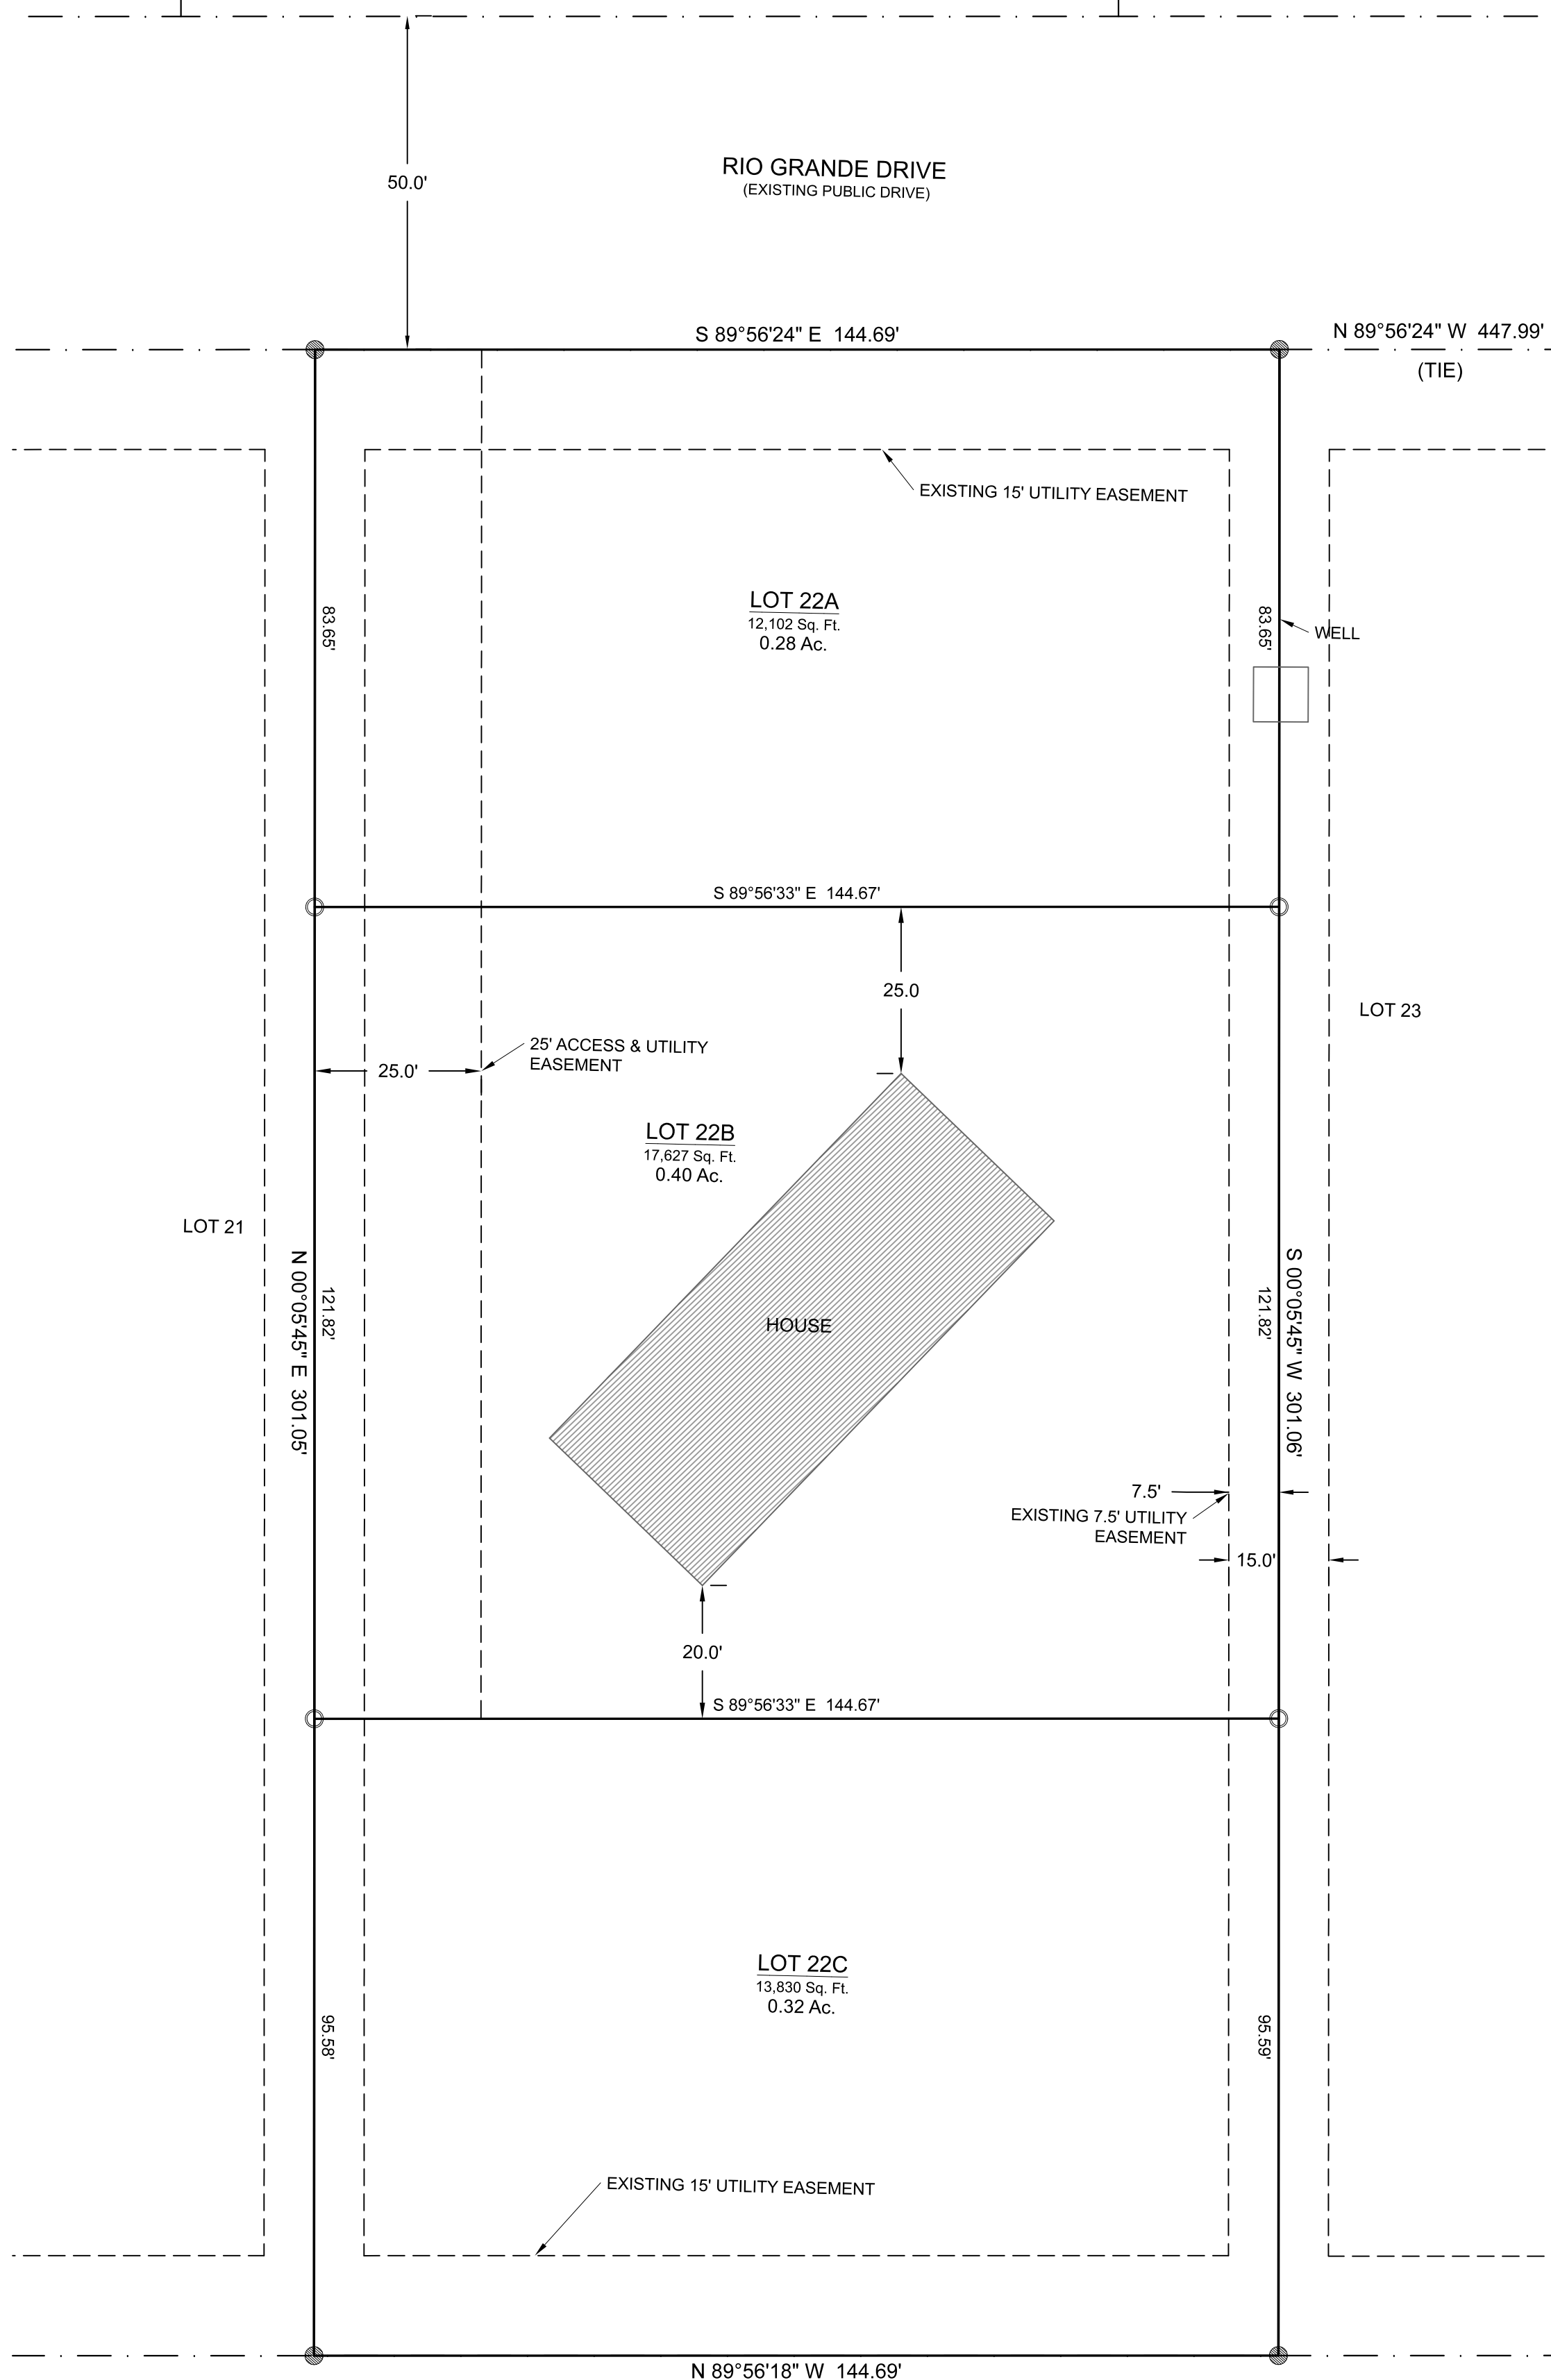 50.0'
RIO GRANDE DRIVE
(EXISTING PUBLIC DRIVE)
S 89°56'24" E 144.69'
N 89°56'24" W 447.99'
(TIE)
EXISTING 15' UTILITY EASEMENT
LOT 22A
12,102 Sq. Ft.
0.28 Ac.
83.65'
83.65'
WELL
S 89°56'33" E 144.67'
25.0
LOT 23
25' ACCESS & UTILITY
EASEMENT
25.0'
LOT 22B
17,627 Sq. Ft.
0.40 Ac.
LOT 21
N 00°05'45" E 301.05'
121.82'
HOUSE
121.82'
S 00°05'45" W 301.06'
7.5'
EXISTING 7.5' UTILITY
EASEMENT
15.0'
20.0'
S 89°56'33" E 144.67'
LOT 22C
13,830 Sq. Ft.
0.32 Ac.
95.58'
95.59'
EXISTING 15' UTILITY EASEMENT
N 89°56'18" W 144.69'